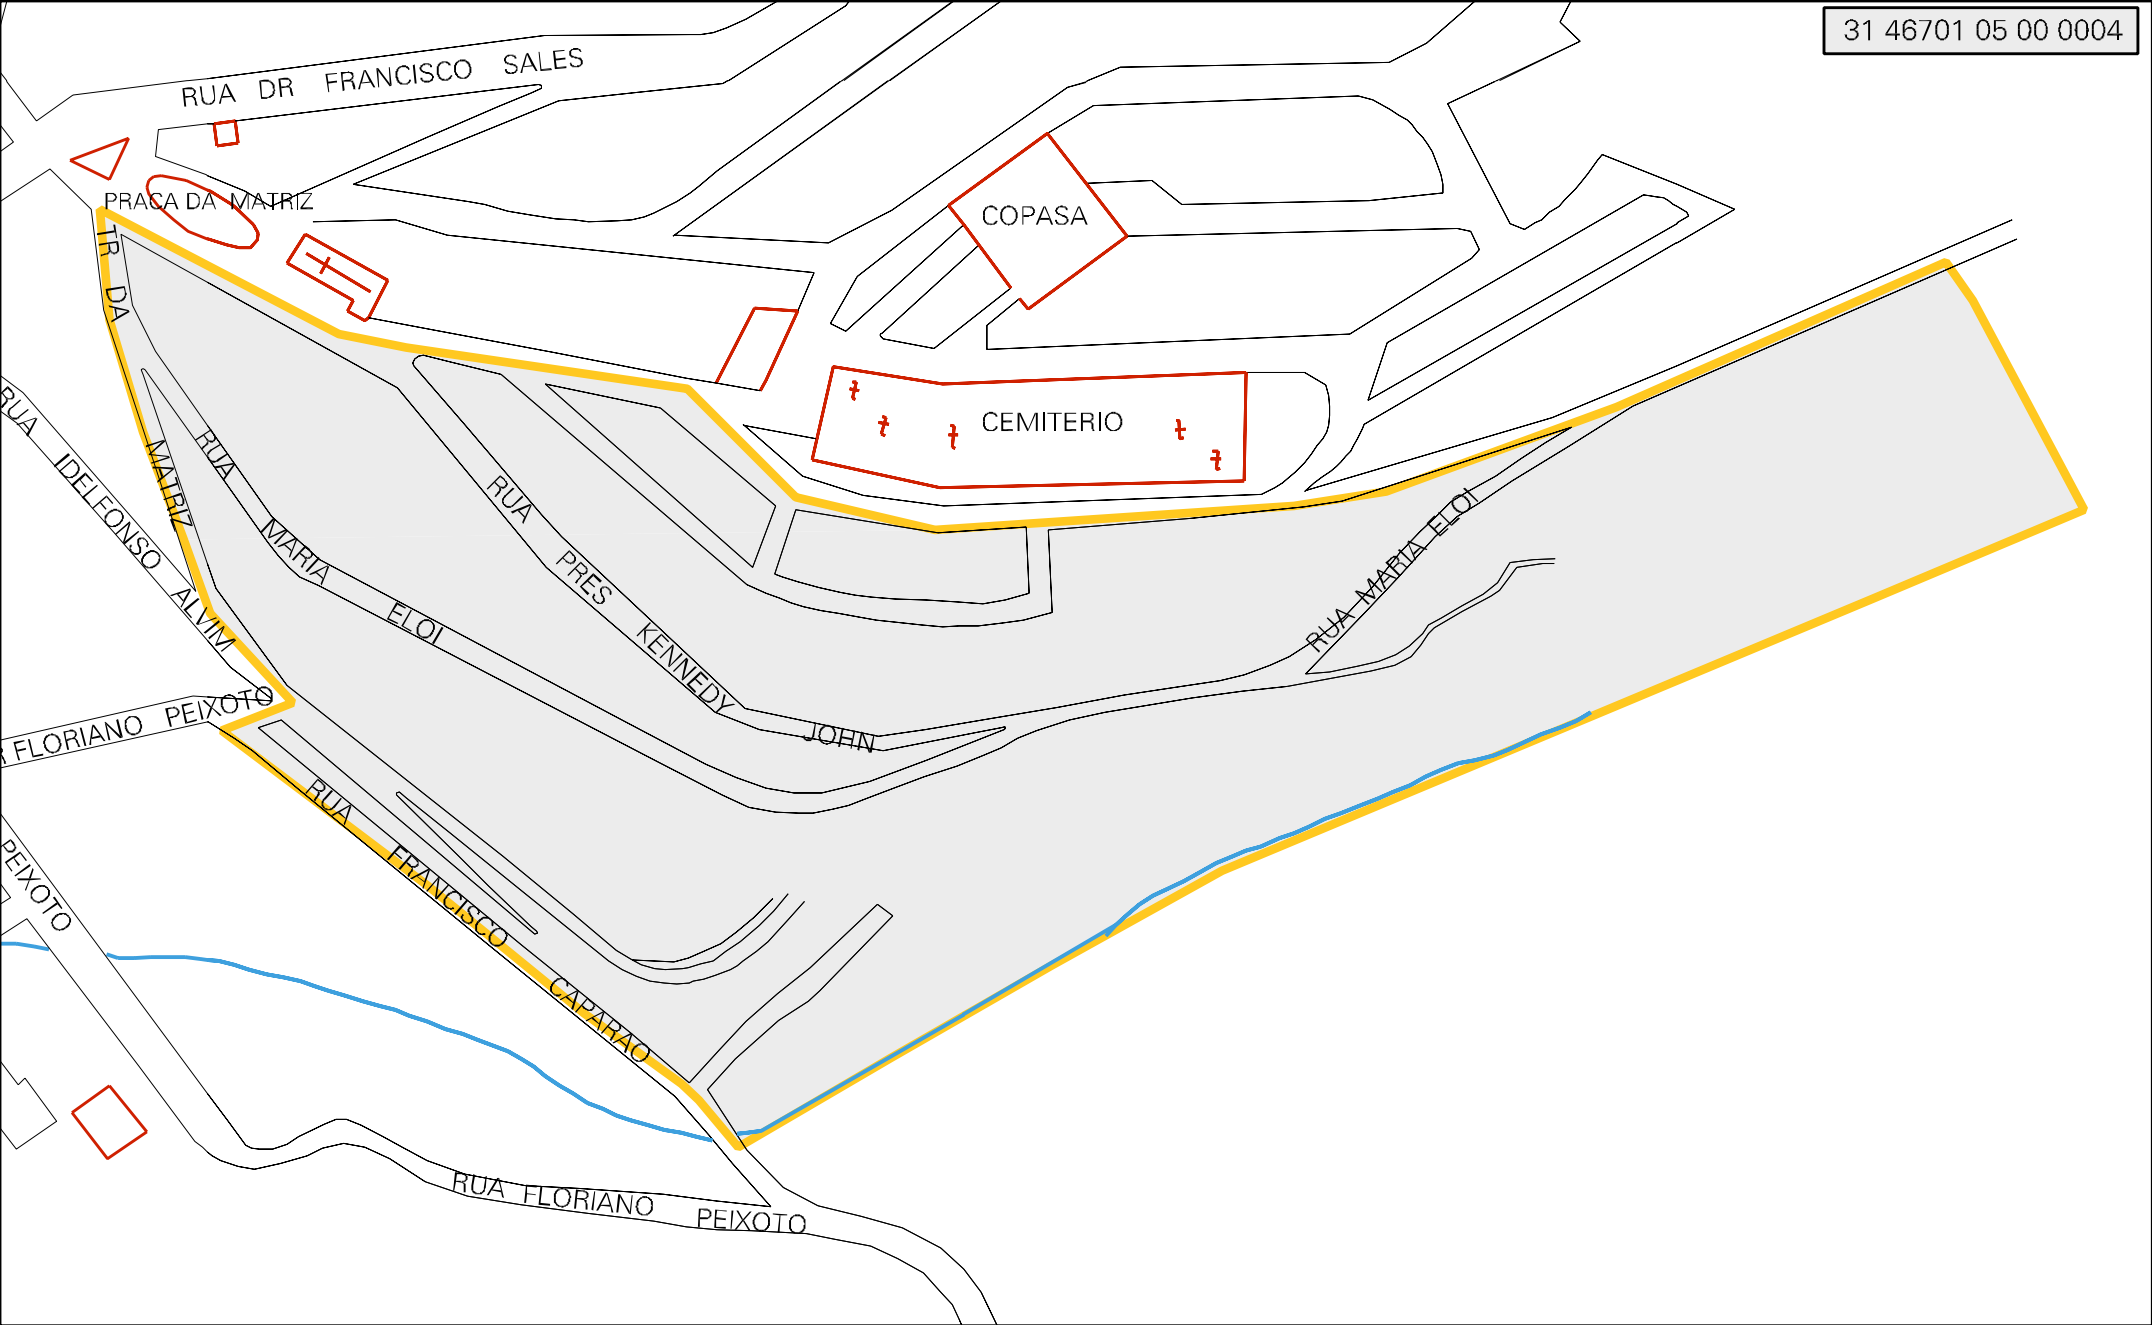 31 46701 05 00 0004
RUA DR FRANCISCO SALES
PRACA DA MATRIZ
COPASA
TR DA MATRIZ
CEMITERIO
RUA IDELFONSO ALVIM
RUA MARIA ELOI
RUA PRES KENNEDY JOHN
RUA MARIA ELOI
FLORIANO PEIXOTO
RUA FRANCISCO CAPARAO
PEIXOTO
RUA FLORIANO PEIXOTO